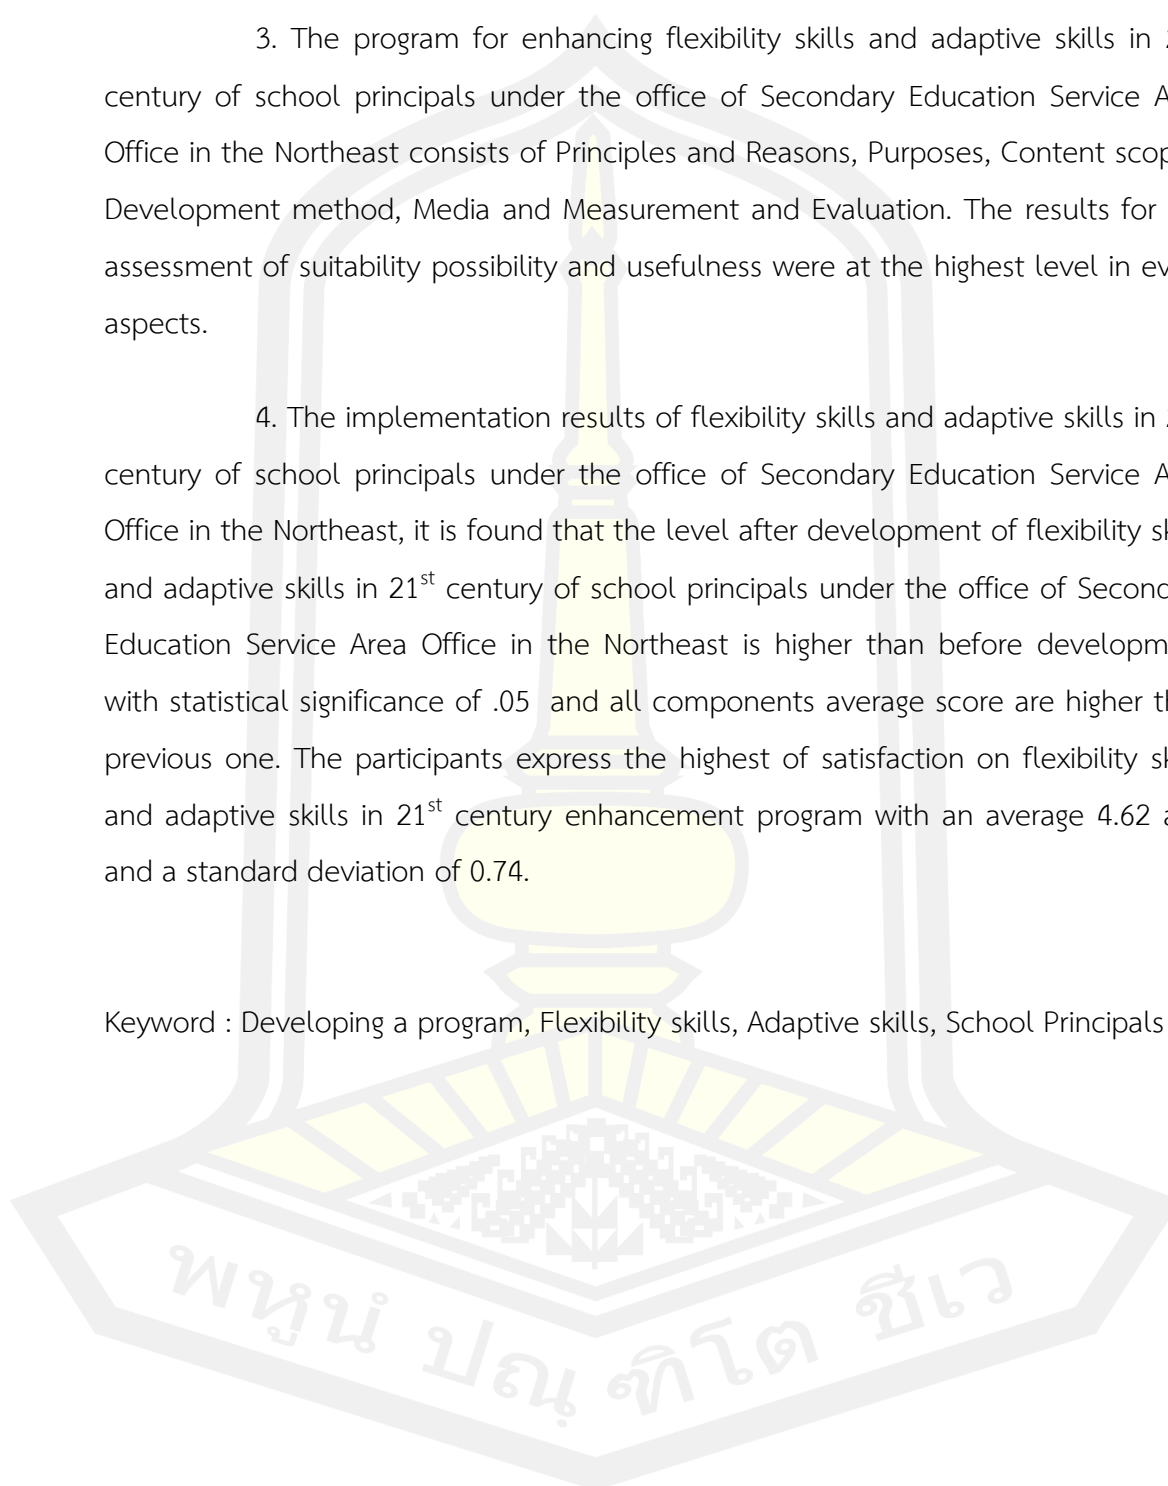 3. The program for enhancing flexibility skills and adaptive skills in
century of school principals under the office of Secondary Education Service
Office in the Northeast consists of Principles and Reasons, Purposes, Content
Development method, Media and Measurement and Evaluation. The results for
assessment of suitability possibility and usefulness were at the highest level in
aspects.
4. The implementation results of flexibility skills and adaptive skills in
century of school principals under the office of Secondary Education Service
Office in the Northeast, it is found that the level after development of flexibility
and adaptive skills in 21st century of school principals under the office of
Education Service Area Office in the Northeast is higher than before
with statistical significance of .05 and all components average score are higher
previous one. The participants express the highest of satisfaction on flexibility
and adaptive skills in 21st century enhancement program with an average 4.62
and a standard deviation of 0.74.
Keyword : Developing a program, Flexibility skills, Adaptive skills, School Principals
พหูนํ ปณฺฑิโต ชีเว